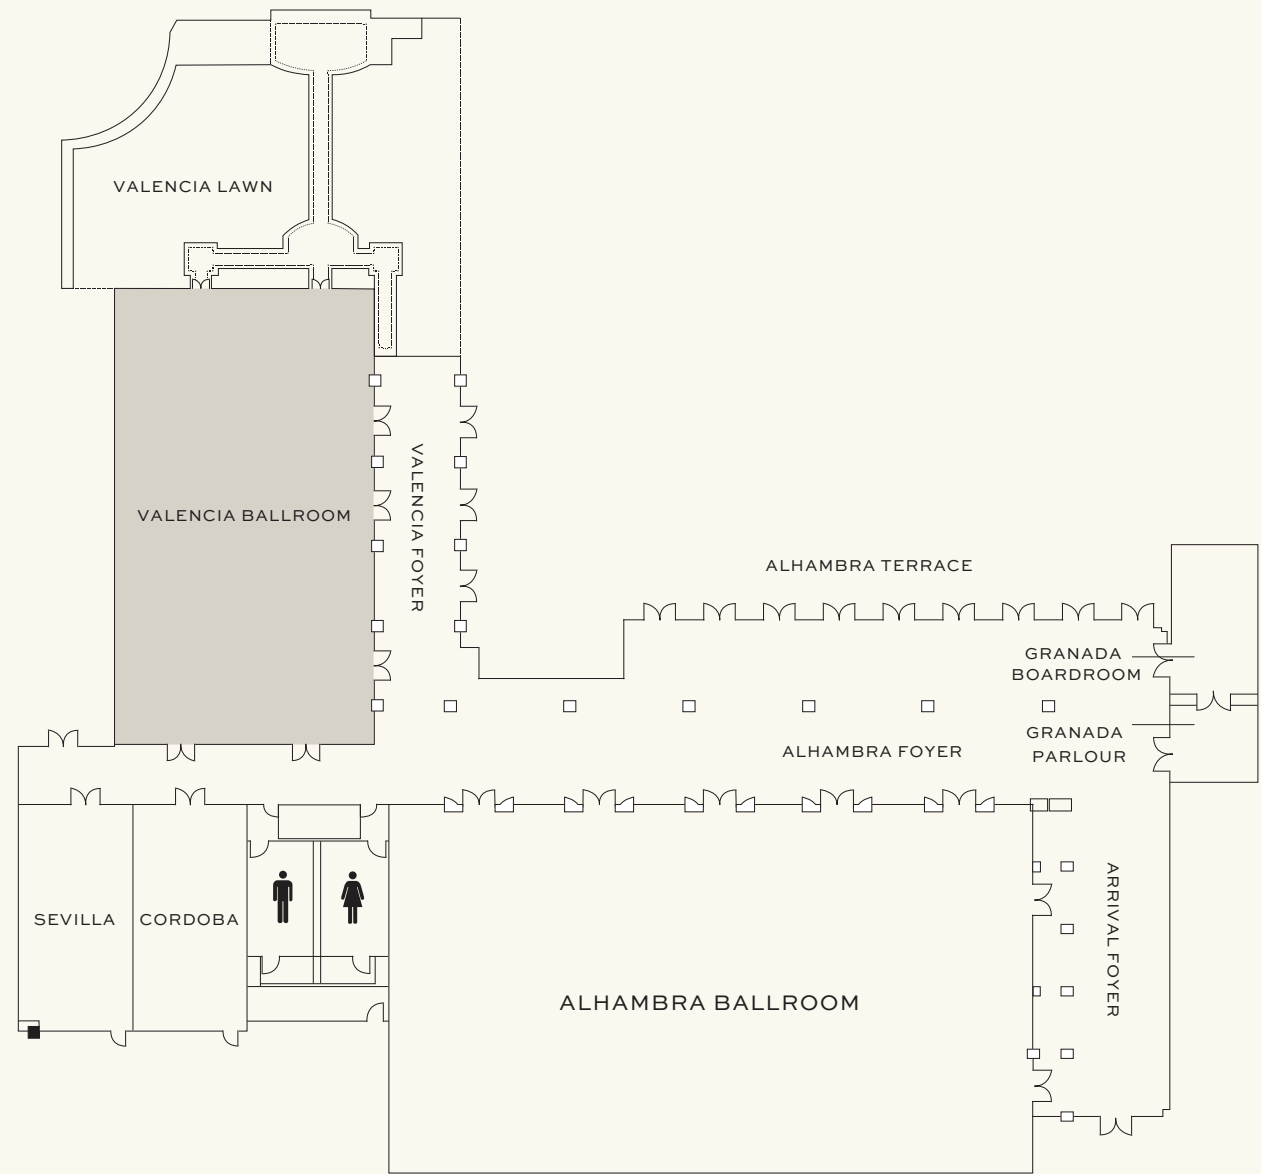 VALENCIA LAWN
VALENCIA BALLROOM
VALENCIA FOYER
ALHAMBRA TERRACE
GRANADA
BOARDROOM
GRANADA
PARLOUR
ALHAMBRA FOYER
SEVILLA
CORDOBA
ARRIVAL FOYER
ALHAMBRA BALLROOM